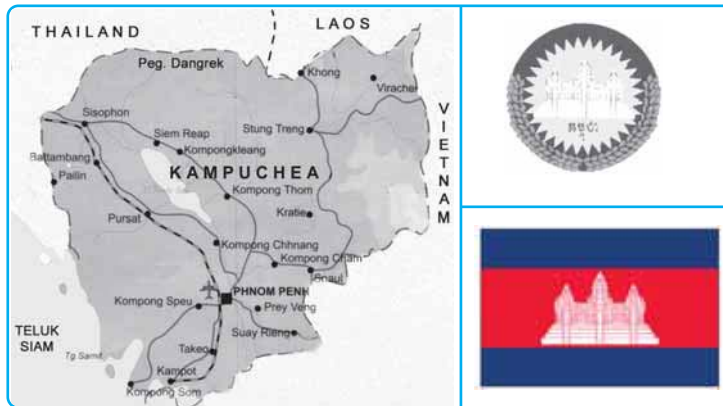 THAILAND
LAOS
Peg. Dangrek
Khong
Virachei
Sisophon
Stung Treng
Siem Reap
Kompongkleang
VIETNAM
Battambang
KAMPUCHEA
Pailin
Kompong Thom
Kratie
Pursat
Kompong Chhnang
Kompong Cham
Snaul
PHNOM PENH
Kompong Speu
Prey Veng
TELUK
SIAM
Suay Rieng
Takeo
Kampot
Kompong Som